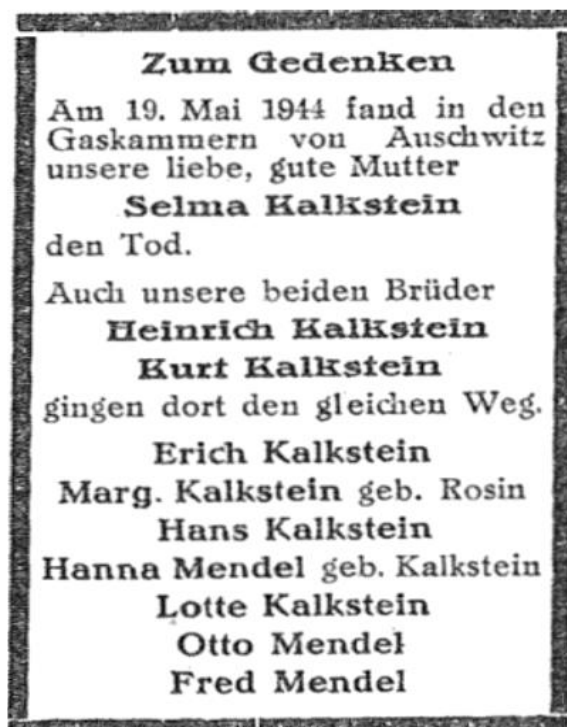 Zum Gedenken
Am 19. Mai 1944 fand in den
Gaskammern von Auschwitz
unsere liebe, gute Mutter
Selma Kalkstein
den Tod.
Auch unsere beiden Brüder
Heinrich Kalkstein
Kurt Kalkstein
gingen dort den gleichen Weg.
Erich Kalkstein
Marg. Kalkstein geb. Rosin
Hans Kalkstein
Hanna Mendel geb. Kalkstein
Lotte Kalkstein
Otto Mendel
Fred Mendel